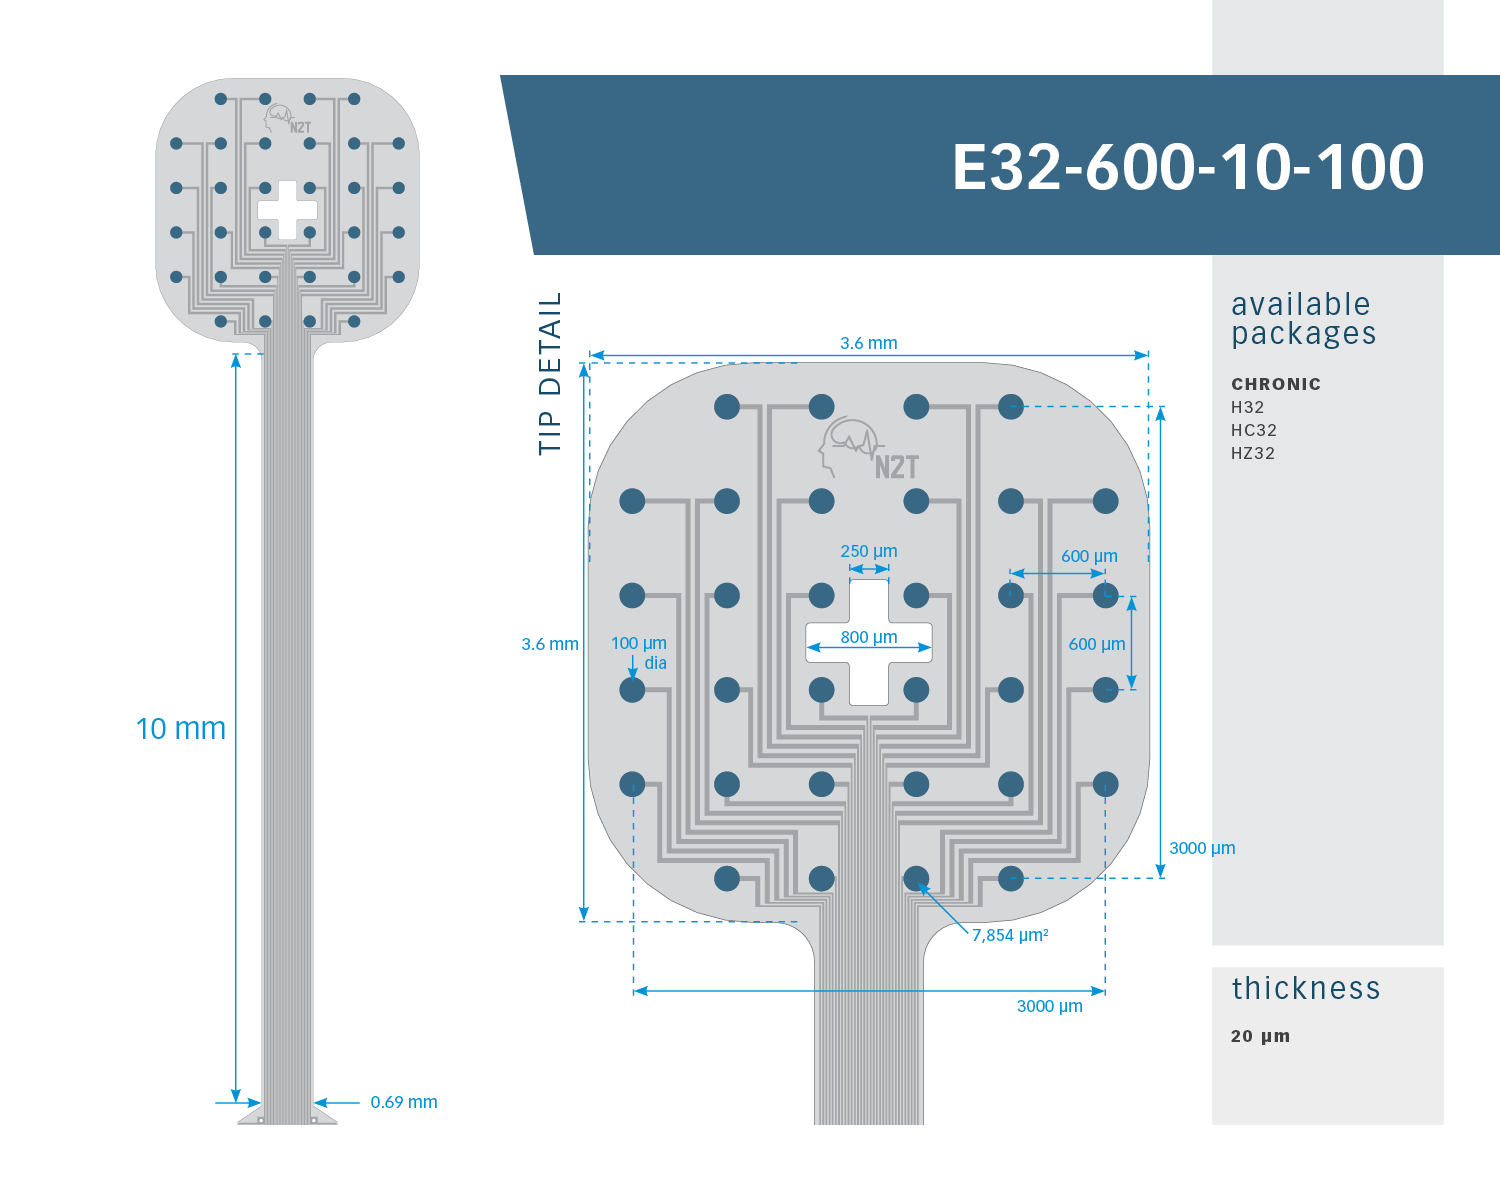 E32-600-10-100
N2T
TIP DETAIL
available
packages
CHRONIC
H32
HC32
HZ32
3.6 mm
N2T
250 µm
600 µm
3.6 mm
100 µm
dia
800 µm
600 µm
10 mm
3000 µm
7,854 µm²
3000 µm
thickness
20 µm
0.69 mm